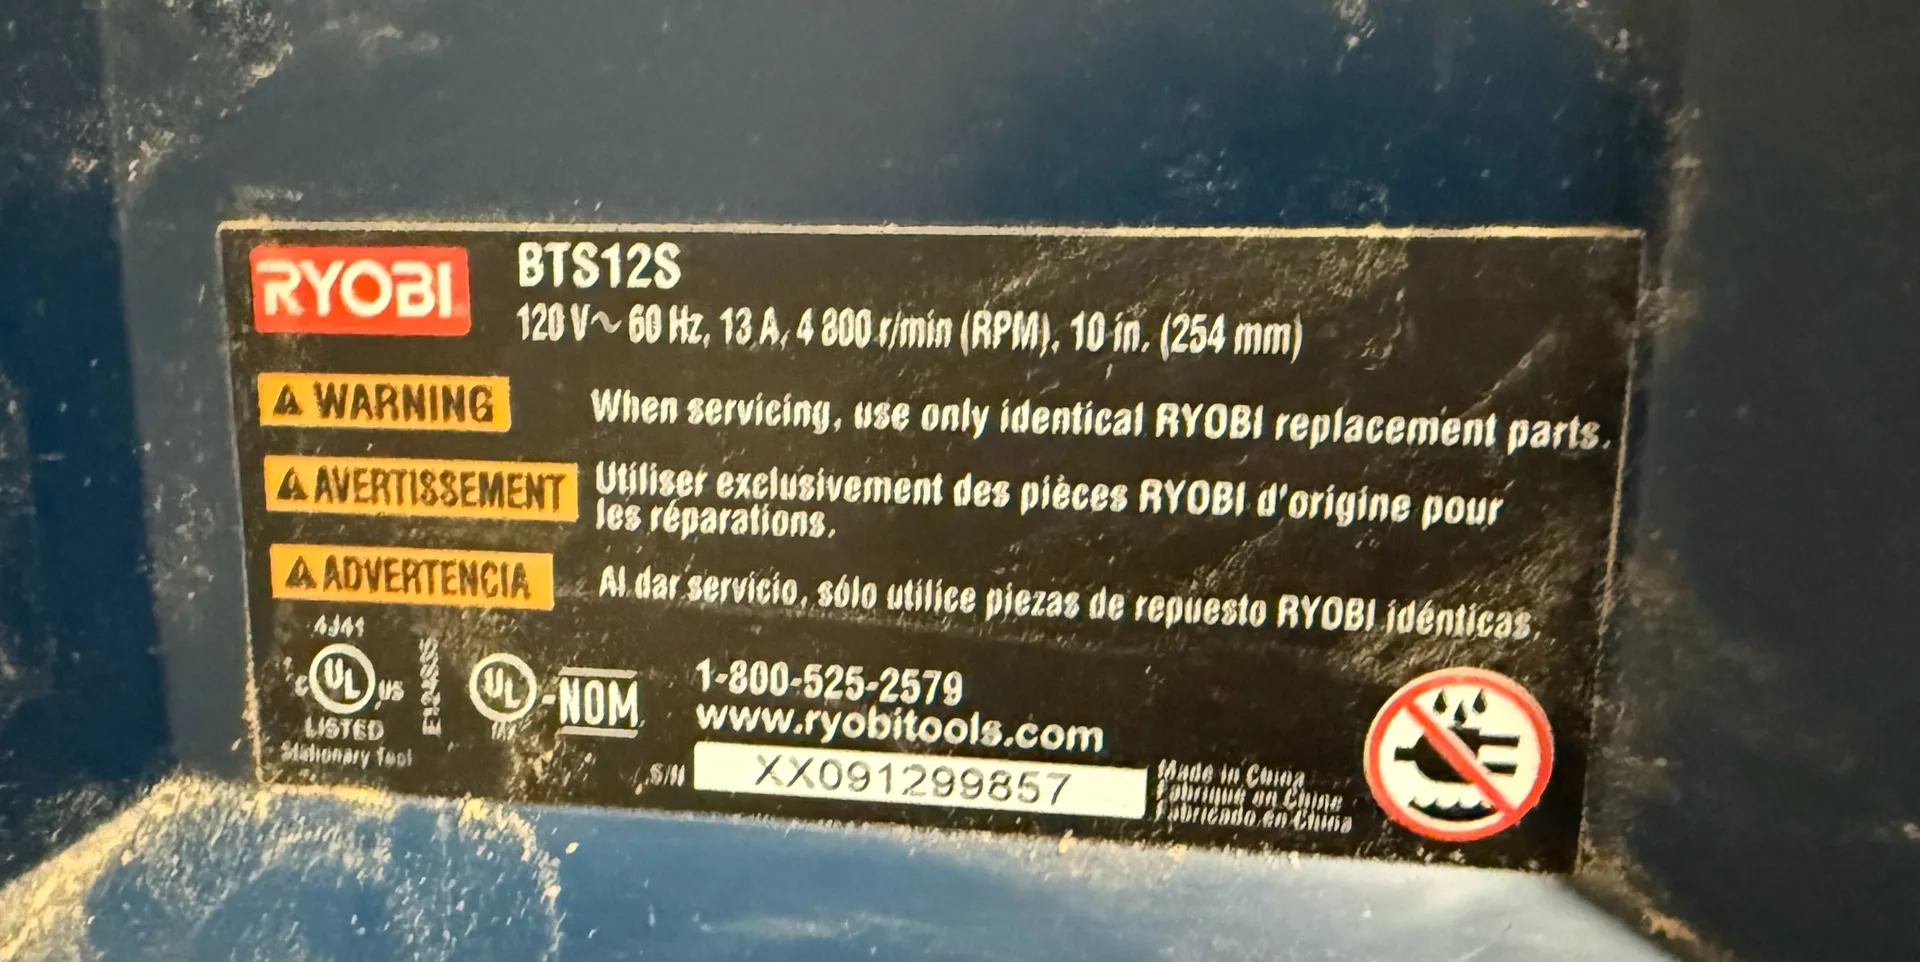 RYOBI
BTS12S
120 V~ 60 Hz, 13 A, 4 800 r/min (RPM), 10 in. (254 mm)
⚠ WARNING
When servicing, use only identical RYOBI replacement parts.
⚠ AVERTISSEMENT
Utiliser exclusivement des pièces RYOBI d'origine pour
les réparations.
⚠ ADVERTENCIA
Al dar servicio, sólo utilice piezas de repuesto RYOBI idénticas.
4J41
C UL US
LISTED
Stationary Tool
E124835
UL-NOM
MX
1-800-525-2579
www.ryobitools.com
S/N XX091299857
Made in China
Fabriqué en Chine
Fabricado en China